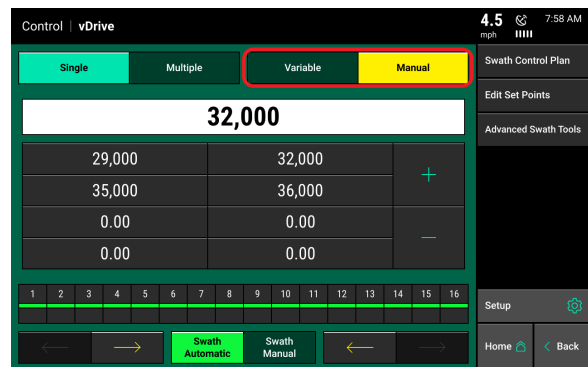 Control | vDrive
4.5 mph
7:58 AM
Single Multiple Variable Manual
32,000
29,000 32,000
35,000 36,000
0.00 0.00
0.00 0.00
+
—
1 2 3 4 5 6 7 8 9 10 11 12 13 14 15 16
Swath Automatic
Swath Manual
Swath Control Plan
Edit Set Points
Advanced Swath Tools
Setup
Home
< Back